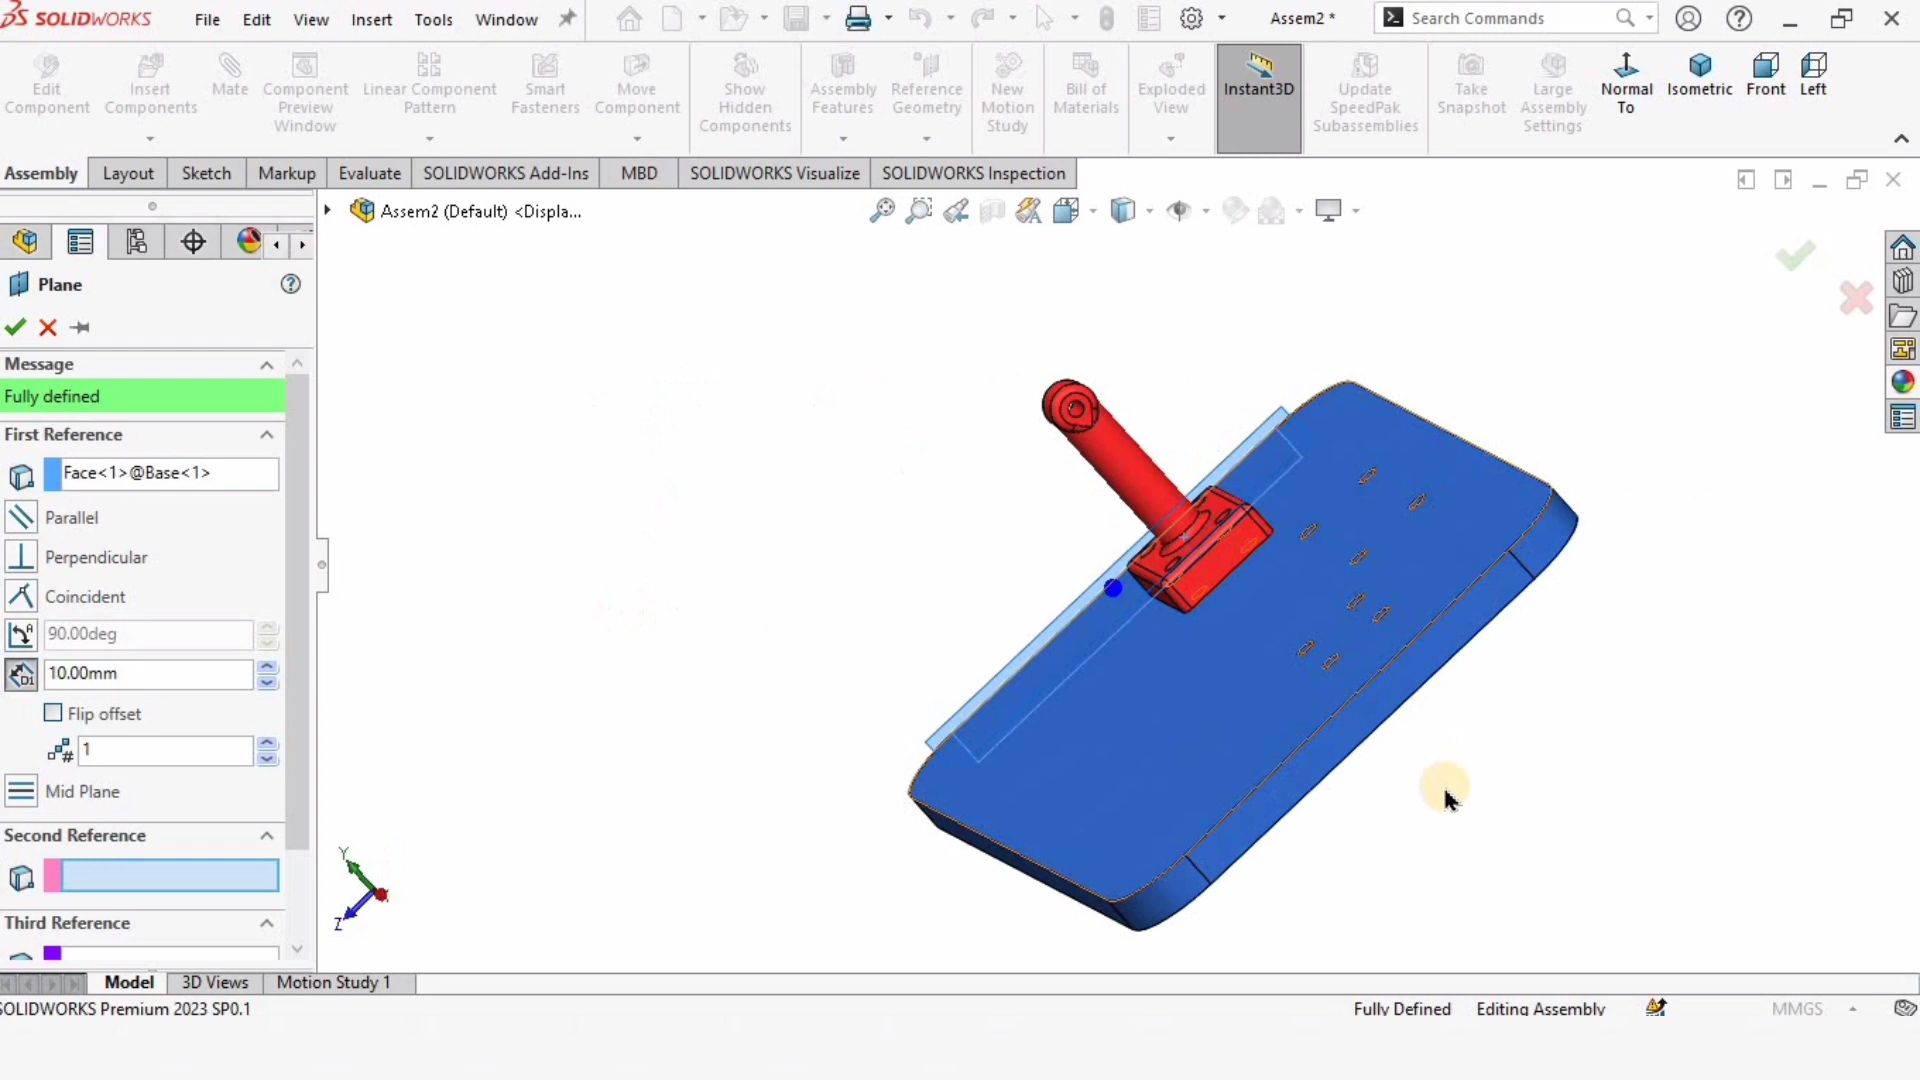 SOLIDWORKS File Edit View Insert Tools Window Assem2 * Search Commands
Edit Component
Insert Components
Mate
Component Preview Window
Linear Component Pattern
Smart Fasteners
Move Component
Show Hidden Components
Assembly Features
Reference Geometry
New Motion Study
Bill of Materials
Exploded View
Instant3D
Update SpeedPak Subassemblies
Take Snapshot
Large Assembly Settings
Normal To
Isometric
Front
Left
Assembly Layout Sketch Markup Evaluate SOLIDWORKS Add-Ins MBD SOLIDWORKS Visualize SOLIDWORKS Inspection
Assem2 (Default) <Displa...
Plane
Message
Fully defined
First Reference
Face<1>@Base<1>
Parallel
Perpendicular
Coincident
90.00deg
10.00mm
Flip offset
1
Mid Plane
Second Reference
Third Reference
Y
Z
Model 3D Views Motion Study 1
SOLIDWORKS Premium 2023 SP0.1 Fully Defined Editing Assembly MMGS